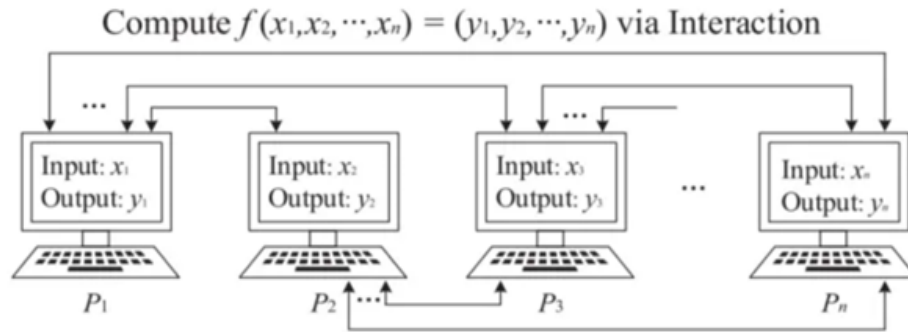 Compute f(x₁,x₂,⋯,xₙ) = (y₁,y₂,⋯,yₙ) via Interaction
... ...
Input: x₁ Input: x₂ Input: x₃ Input: xₙ
Output: y₁ Output: y₂ Output: y₃ ... Output: yₙ
...
P₁ P₂ P₃ Pₙ